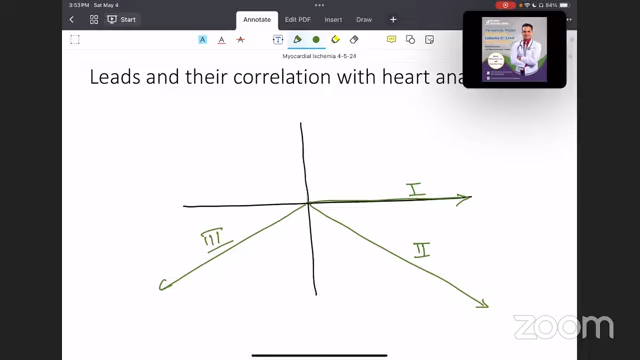 3:53 PM Sat May 4
84%
Start
Annotate
Edit PDF
Insert
Draw
Myocardial Ischemia 4-5-24
Leads and their correlation with heart ana
I
II
III
zoom